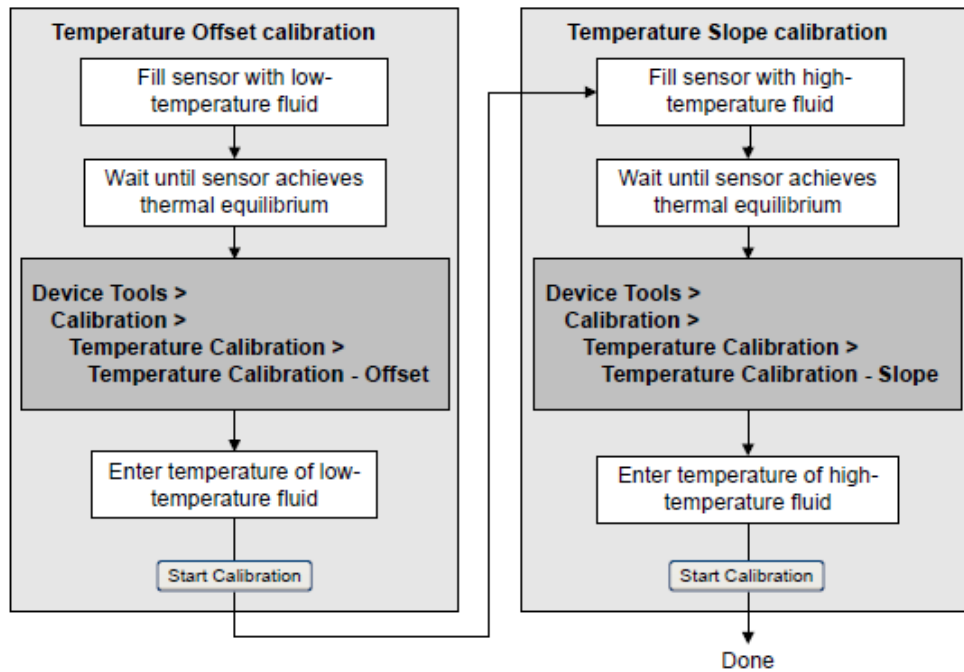 Temperature Offset calibration
Fill sensor with low-
temperature fluid
Wait until sensor achieves
thermal equilibrium
Device Tools >
Calibration >
Temperature Calibration >
Temperature Calibration - Offset
Enter temperature of low-
temperature fluid
Start Calibration
Temperature Slope calibration
Fill sensor with high-
temperature fluid
Wait until sensor achieves
thermal equilibrium
Device Tools >
Calibration >
Temperature Calibration >
Temperature Calibration - Slope
Enter temperature of high-
temperature fluid
Start Calibration
Done